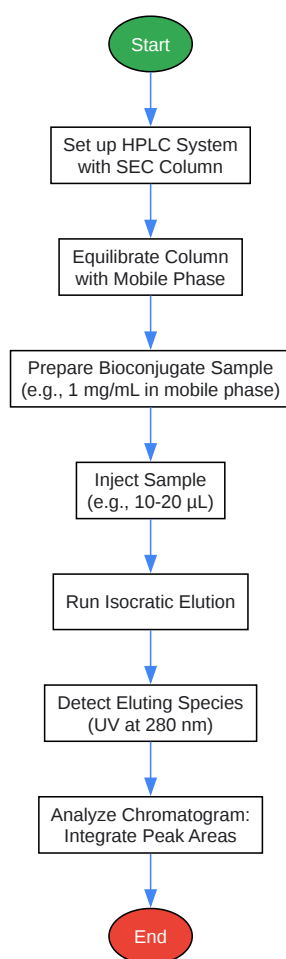 Start
Set up HPLC System
with SEC Column
Equilibrate Column
with Mobile Phase
Prepare Bioconjugate Sample
(e.g., 1 mg/mL in mobile phase)
Inject Sample
(e.g., 10-20 µL)
Run Isocratic Elution
Detect Eluting Species
(UV at 280 nm)
Analyze Chromatogram:
Integrate Peak Areas
End